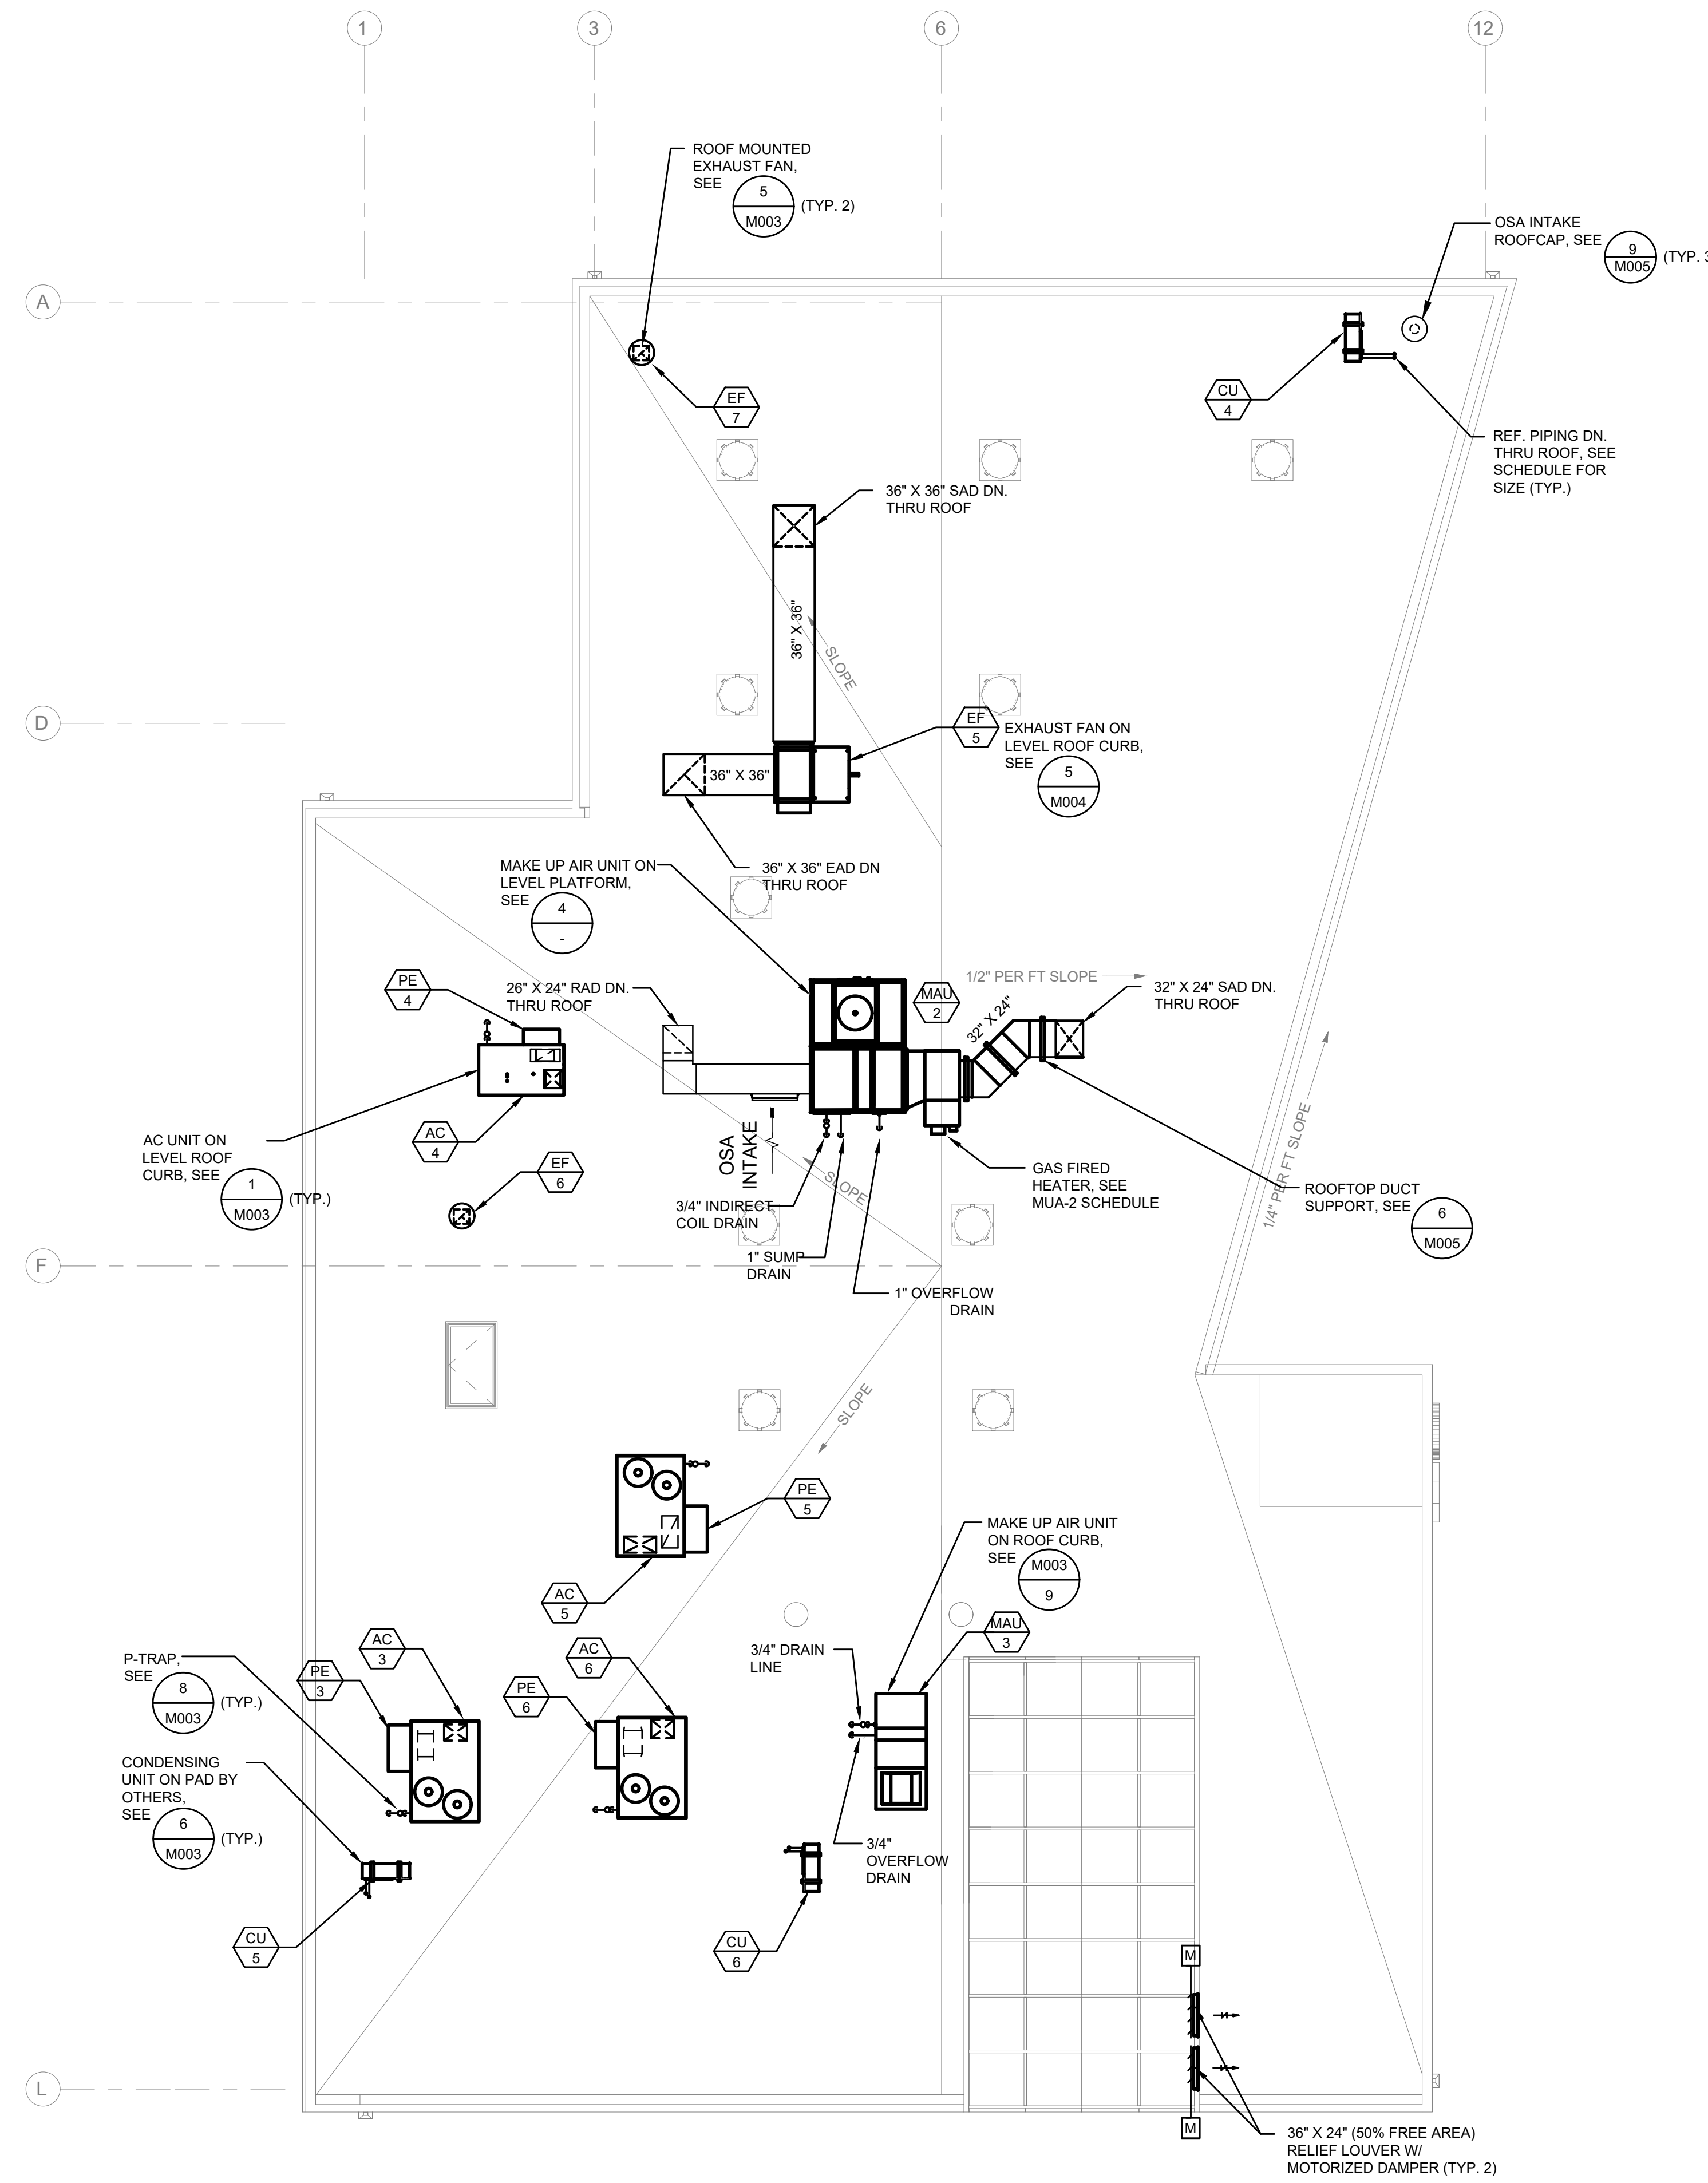 1
3
6
12
A
D
F
L
ROOF MOUNTED
EXHAUST FAN,
SEE
5
M003
(TYP. 2)
OSA INTAKE
ROOFCAP, SEE
9
M005
(TYP. 3
EF
7
CU
4
REF. PIPING DN.
THRU ROOF, SEE
SCHEDULE FOR
SIZE (TYP.)
36" X 36" SAD DN.
THRU ROOF
36" X 36"
SLOPE
EF
5
EXHAUST FAN ON
LEVEL ROOF CURB,
SEE
5
M004
36" X 36"
36" X 36" EAD DN
THRU ROOF
MAKE UP AIR UNIT ON
LEVEL PLATFORM,
SEE
4
-
PE
4
26" X 24" RAD DN.
THRU ROOF
MAU
2
1/2" PER FT SLOPE
32" X 24"
32" X 24" SAD DN.
THRU ROOF
AC UNIT ON
LEVEL ROOF
CURB, SEE
1
M003
(TYP.)
AC
4
EF
6
OSA
INTAKE
SLOPE
GAS FIRED
HEATER, SEE
MUA-2 SCHEDULE
ROOFTOP DUCT
SUPPORT, SEE
6
M005
1/4" PER FT SLOPE
3/4" INDIRECT
COIL DRAIN
1" SUMP
DRAIN
1" OVERFLOW
DRAIN
SLOPE
PE
5
AC
5
MAKE UP AIR UNIT
ON ROOF CURB,
SEE
M003
9
MAU
3
3/4" DRAIN
LINE
P-TRAP,
SEE
8
M003
(TYP.)
AC
3
PE
3
AC
6
PE
6
CONDENSING
UNIT ON PAD BY
OTHERS,
SEE
6
M003
(TYP.)
3/4"
OVERFLOW
DRAIN
CU
5
CU
6
M
M
36" X 24" (50% FREE AREA)
RELIEF LOUVER W/
MOTORIZED DAMPER (TYP. 2)